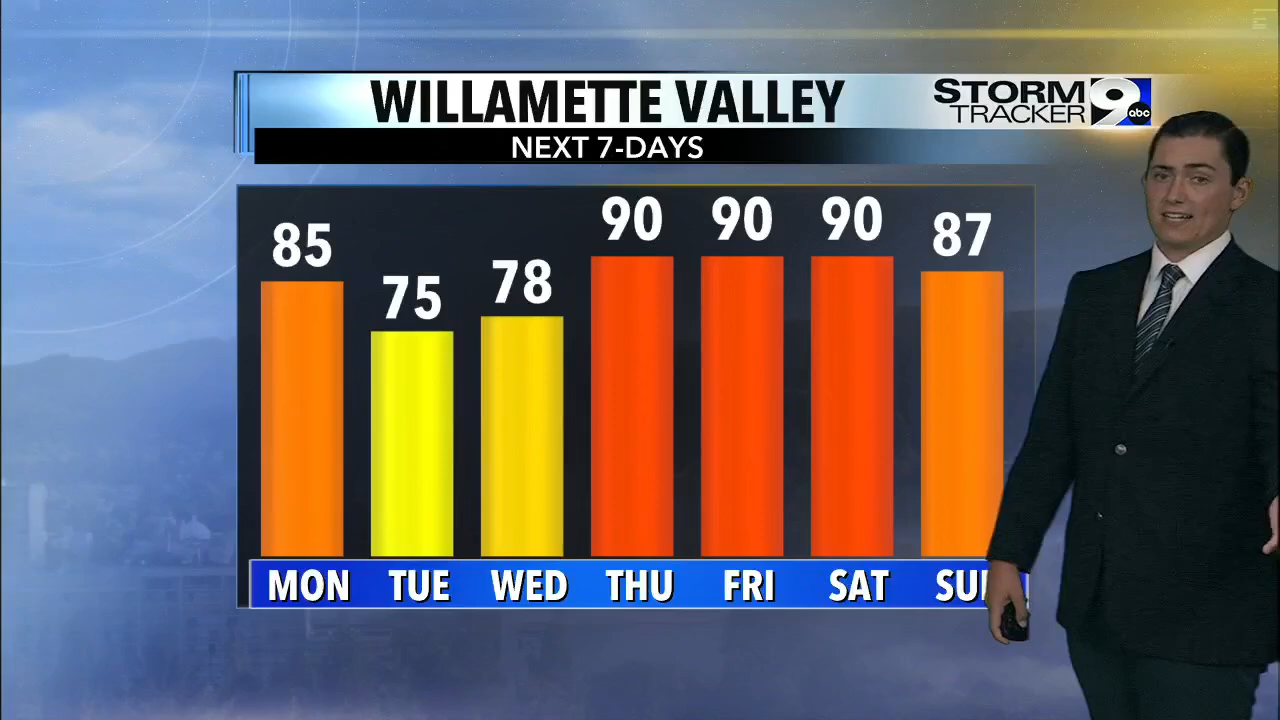 WILLAMETTE VALLEY
STORM
TRACKER 9 abc
NEXT 7-DAYS
85 75 78 90 90 90 87
MON TUE WED THU FRI SAT SU